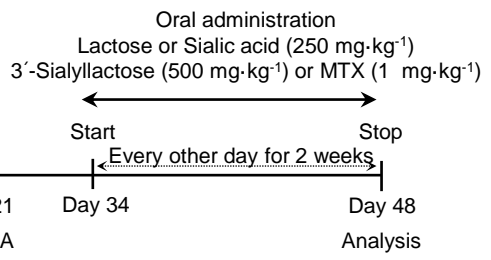 Oral administration
Lactose or Sialic acid (250 mg·kg-1)
3´-Sialyllactose (500 mg·kg-1) or MTX (1 mg·kg-1)
Start Stop
Every other day for 2 weeks
21 Day 34 Day 48
A Analysis